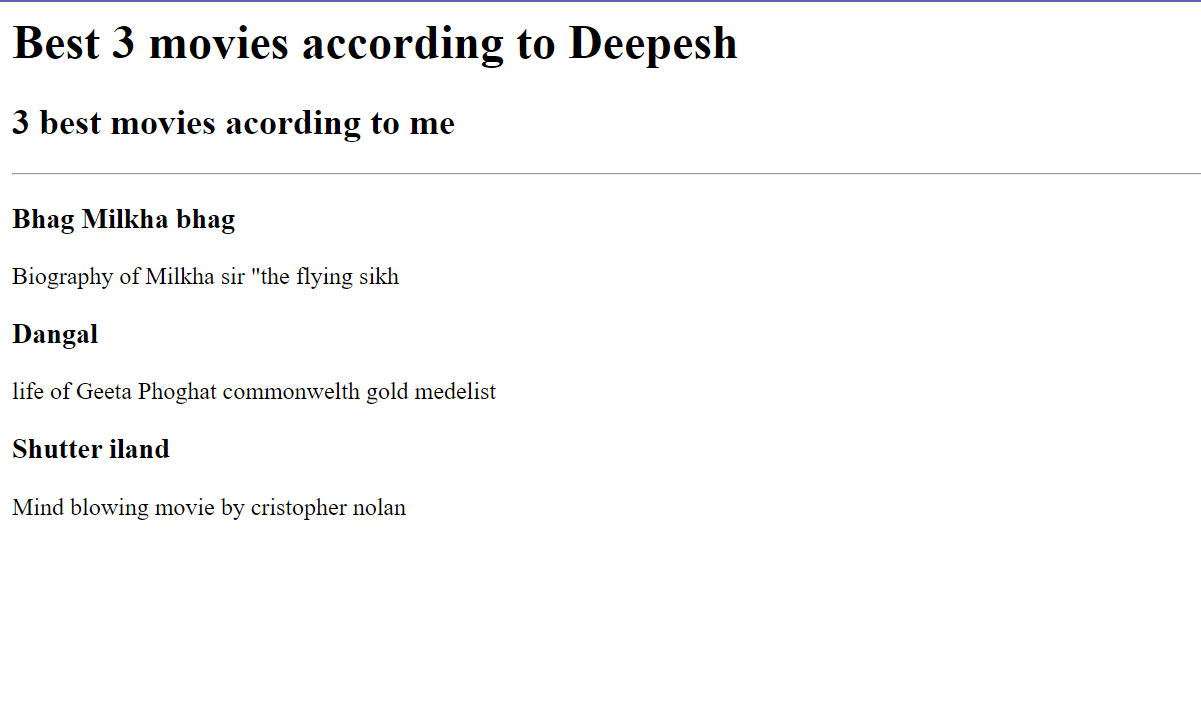 Best 3 movies according to Deepesh
3 best movies acording to me
Bhag Milkha bhag
Biography of Milkha sir "the flying sikh
Dangal
life of Geeta Phoghat commonwelth gold medelist
Shutter iland
Mind blowing movie by cristopher nolan